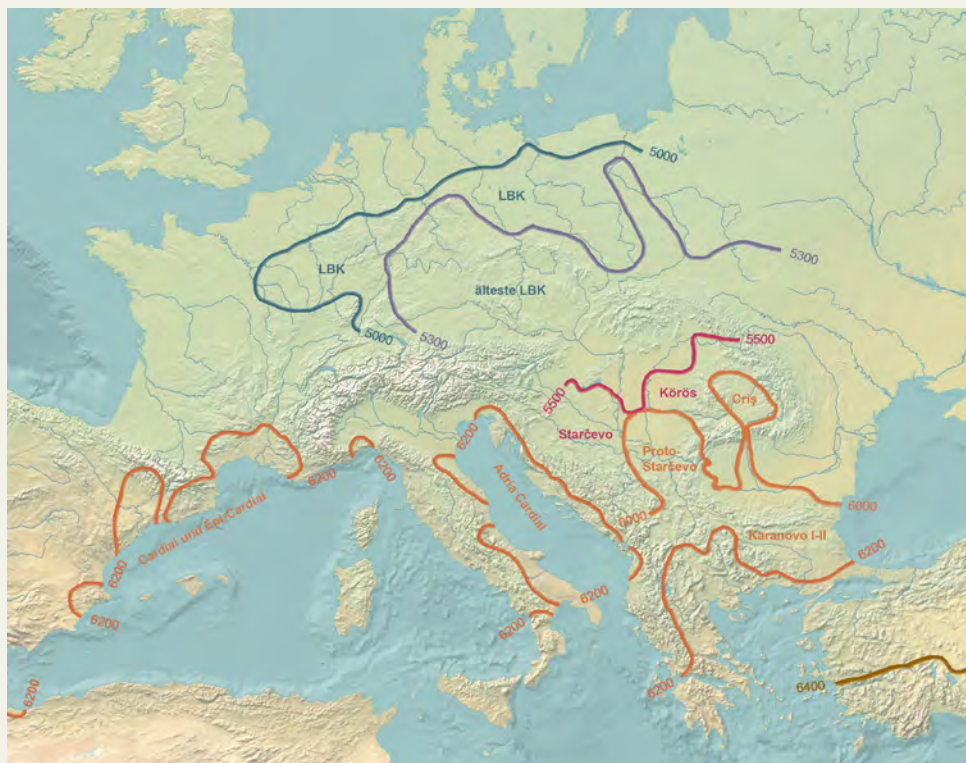 5000
LBK
5300
LBK
älteste LBK
5000
5300
5500
5500
Körös
Criş
Starčevo
Proto-
Starčevo
6200
6200
6200
Adria Cardial
Cardial und Epi-Cardial
6000
6000
Karanovo I-II
6200
6200
6200
6200
6200
6200
6200
6400